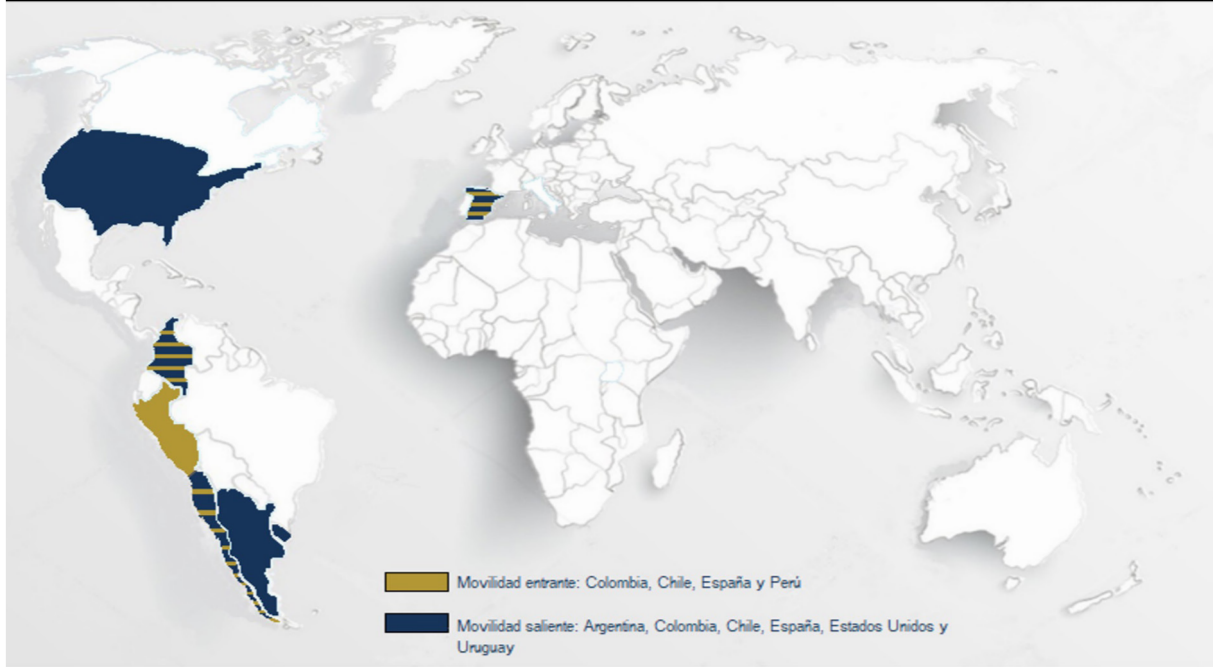 Movilidad entrante: Colombia, Chile, España y Perú
Movilidad saliente: Argentina, Colombia, Chile, España, Estados Unidos y
Uruguay